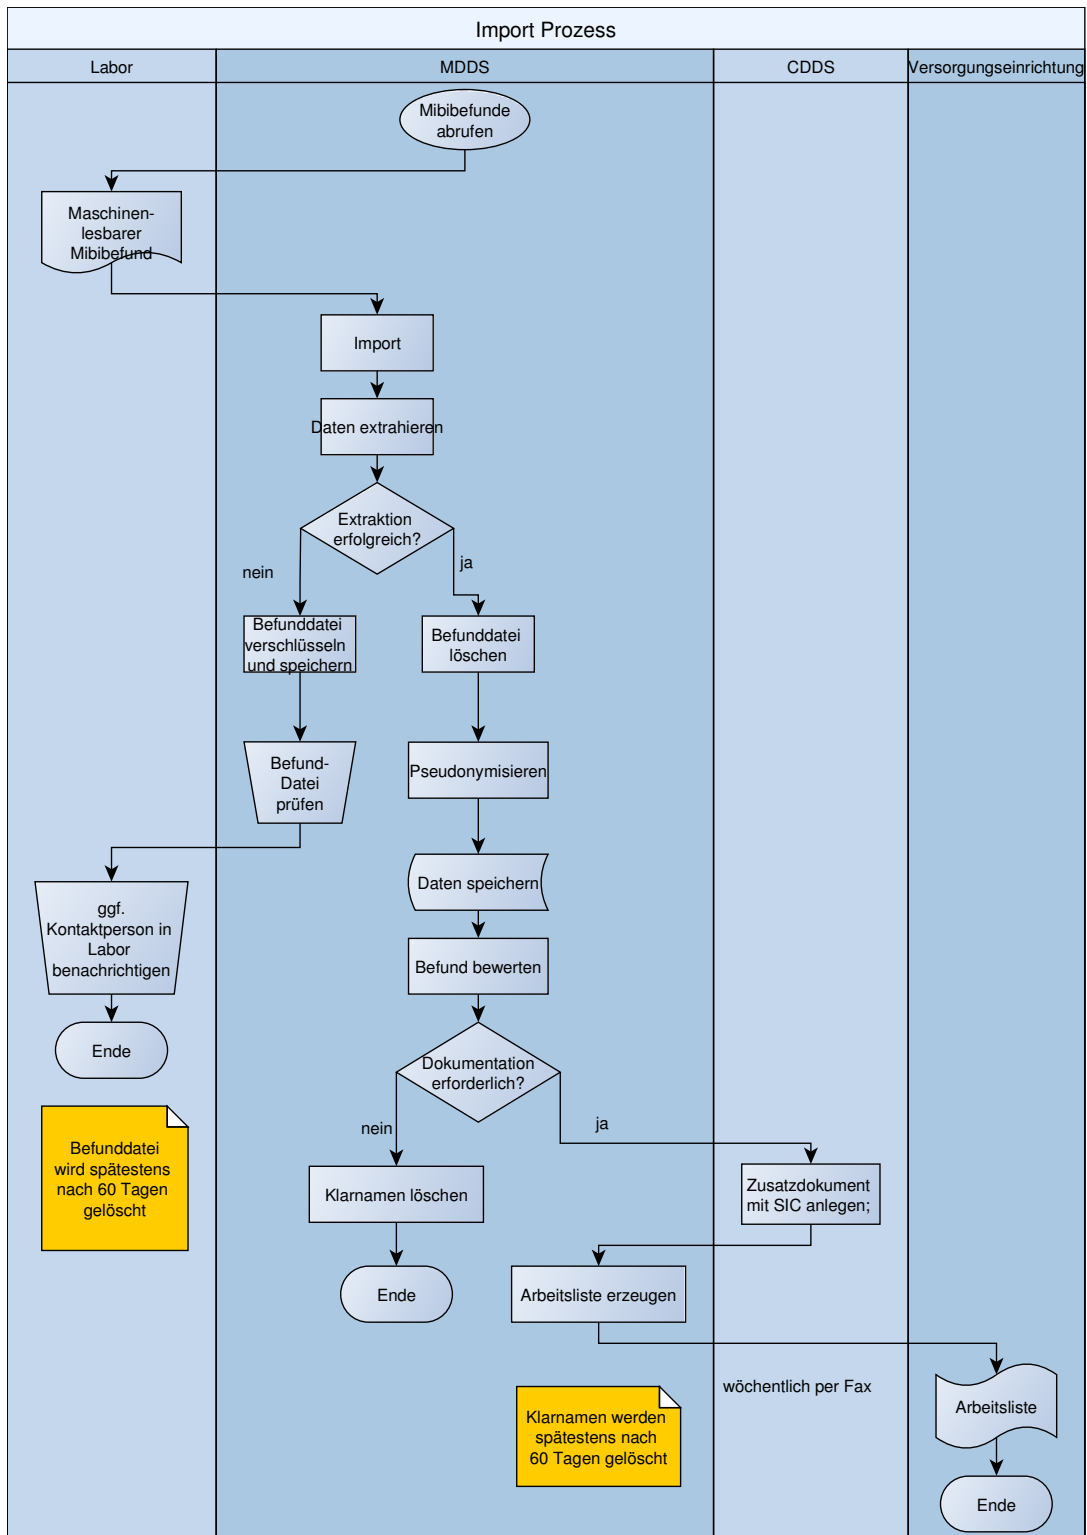 Import Prozess
Labor
MDDS
CDDS
Versorgungseinrichtung
Mibibefunde
abrufen
Maschinen-
lesbarer
Mibibefund
Import
Daten extrahieren
Extraktion
erfolgreich?
nein
ja
Befunddatei
verschlüsseln
und speichern
Befunddatei
löschen
Befund-
Datei
prüfen
Pseudonymisieren
Daten speichern
ggf.
Kontaktperson in
Labor
benachrichtigen
Befund bewerten
Ende
Dokumentation
erforderlich?
nein
ja
Befunddatei
wird spätestens
nach 60 Tagen
gelöscht
Klarnamen löschen
Zusatzdokument
mit SIC anlegen;
Ende
Arbeitsliste erzeugen
wöchentlich per Fax
Arbeitsliste
Klarnamen werden
spätestens nach
60 Tagen gelöscht
Ende